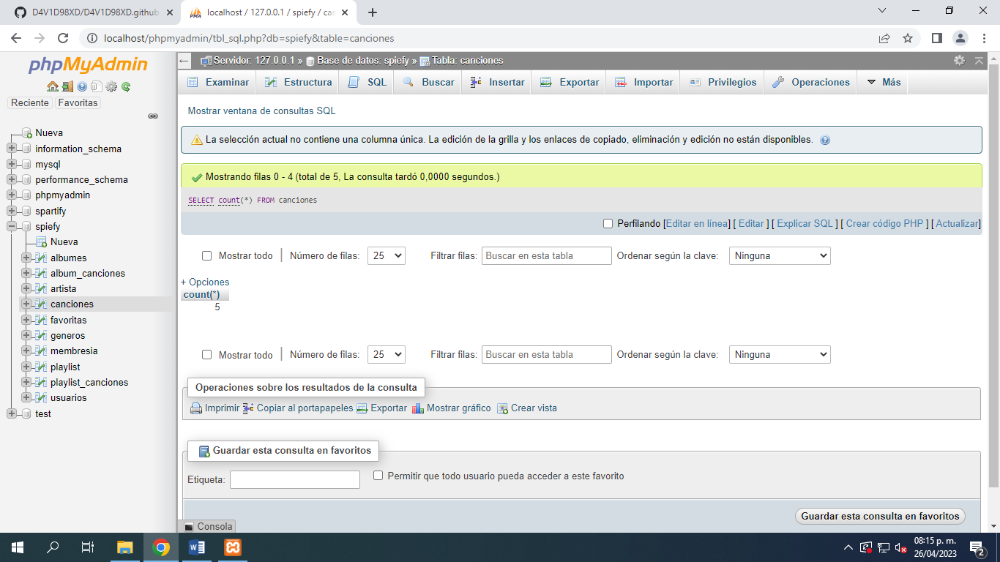 D4V1D98XD/D4V1D98XD.github
localhost / 127.0.0.1 / spiefy / car
localhost/phpmyadmin/tbl_sql.php?db=spiefy&table=canciones
phpMyAdmin
Reciente Favoritas
Nueva
information_schema
mysql
performance_schema
phpmyadmin
spartify
spiefy
Nueva
albumes
album_canciones
artista
canciones
favoritas
generos
membresia
playlist
playlist_canciones
usuarios
test
Servidor: 127.0.0.1 » Base de datos: spiefy » Tabla: canciones
Examinar Estructura SQL Buscar Insertar Exportar Importar Privilegios Operaciones Más
Mostrar ventana de consultas SQL
La selección actual no contiene una columna única. La edición de la grilla y los enlaces de copiado, eliminación y edición no están disponibles.
Mostrando filas 0 - 4 (total de 5, La consulta tardó 0,0000 segundos.)
SELECT count(*) FROM canciones
Perfilando [Editar en línea] [ Editar ] [ Explicar SQL ] [ Crear código PHP ] [ Actualizar]
Mostrar todo | Número de filas: 25 Filtrar filas: Buscar en esta tabla Ordenar según la clave: Ninguna
+ Opciones
count(*)
5
Mostrar todo | Número de filas: 25 Filtrar filas: Buscar en esta tabla Ordenar según la clave: Ninguna
Operaciones sobre los resultados de la consulta
Imprimir Copiar al portapapeles Exportar Mostrar gráfico Crear vista
Guardar esta consulta en favoritos
Etiqueta: Permitir que todo usuario pueda acceder a este favorito
Guardar esta consulta en favoritos
Consola
08:15 p. m.
26/04/2023
2